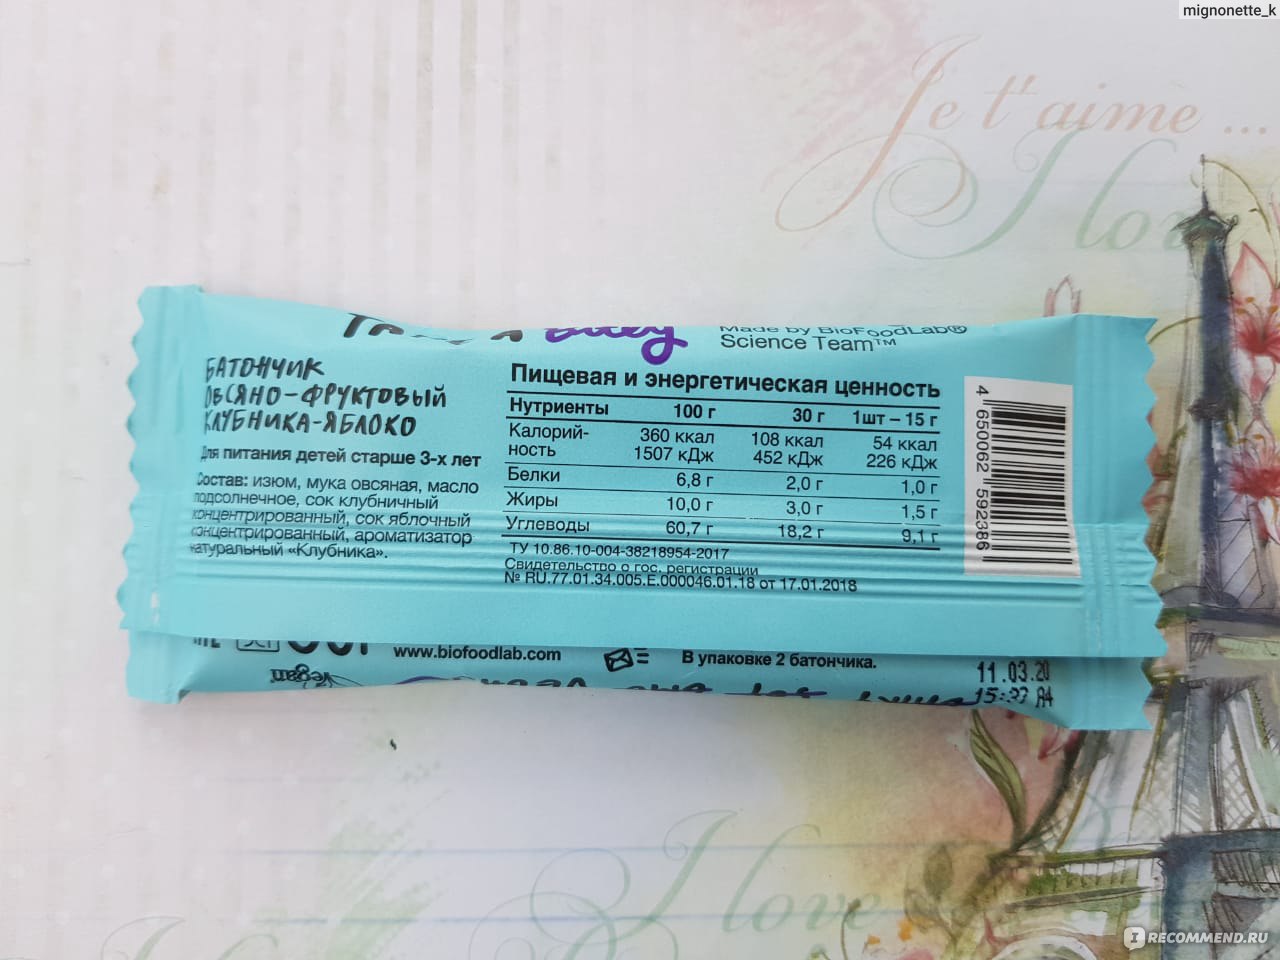 mignonette_k
Je t'aime ...
I lov
Made by BioFoodLab®
Science Team™
БАТОНЧИК
ОВСЯНО-ФРУКТОВЫЙ
КЛУБНИКА-ЯБЛОКО
Для питания детей старше 3-х лет
Состав: изюм, мука овсяная, масло
подсолнечное, сок клубничный
концентрированный, сок яблочный
концентрированный, ароматизатор
натуральный «Клубника».
Пищевая и энергетическая ценность
Нутриенты 100 г 30 г 1шт – 15 г
Калорий- 360 ккал 108 ккал 54 ккал
ность 1507 кДж 452 кДж 226 кДж
Белки 6,8 г 2,0 г 1,0 г
Жиры 10,0 г 3,0 г 1,5 г
Углеводы 60,7 г 18,2 г 9,1 г
ТУ 10.86.10-004-38218954-2017
Свидетельство о гос. регистрации
№ RU.77.01.34.005.E.000046.01.18 от 17.01.2018
4 650062 592386
www.biofoodlab.com
В упаковке 2 батончика.
11.03.20
vegan
I love
IRECOMMEND.RU